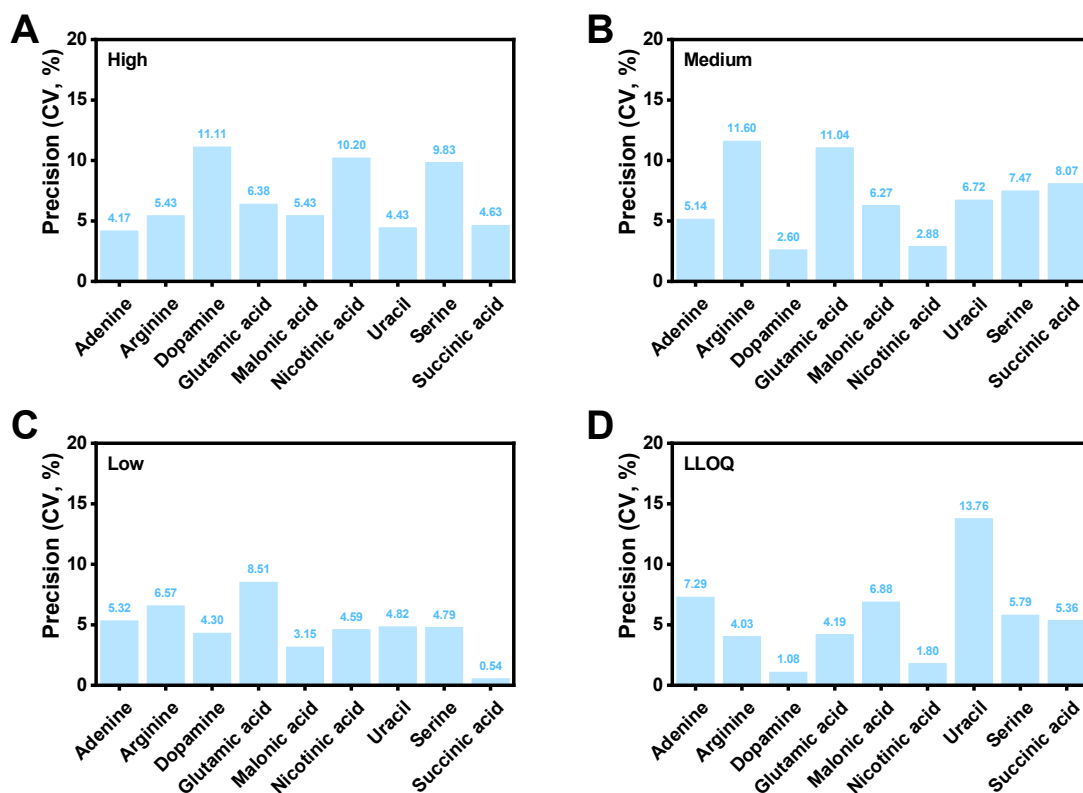 A
Precision (CV, %)
20
15
10
5
0
High
4.17
5.43
11.11
6.38
5.43
10.20
4.43
9.83
4.63
Adenine
Arginine
Dopamine
Glutamic acid
Malonic acid
Nicotinic acid
Uracil
Serine
Succinic acid
B
Precision (CV, %)
20
15
10
5
0
Medium
5.14
11.60
2.60
11.04
6.27
2.88
6.72
7.47
8.07
Adenine
Arginine
Dopamine
Glutamic acid
Malonic acid
Nicotinic acid
Uracil
Serine
Succinic acid
C
Precision (CV, %)
20
15
10
5
0
Low
5.32
6.57
4.30
8.51
3.15
4.59
4.82
4.79
0.54
Adenine
Arginine
Dopamine
Glutamic acid
Malonic acid
Nicotinic acid
Uracil
Serine
Succinic acid
D
Precision (CV, %)
20
15
10
5
0
LLOQ
7.29
4.03
1.08
4.19
6.88
1.80
13.76
5.79
5.36
Adenine
Arginine
Dopamine
Glutamic acid
Malonic acid
Nicotinic acid
Uracil
Serine
Succinic acid